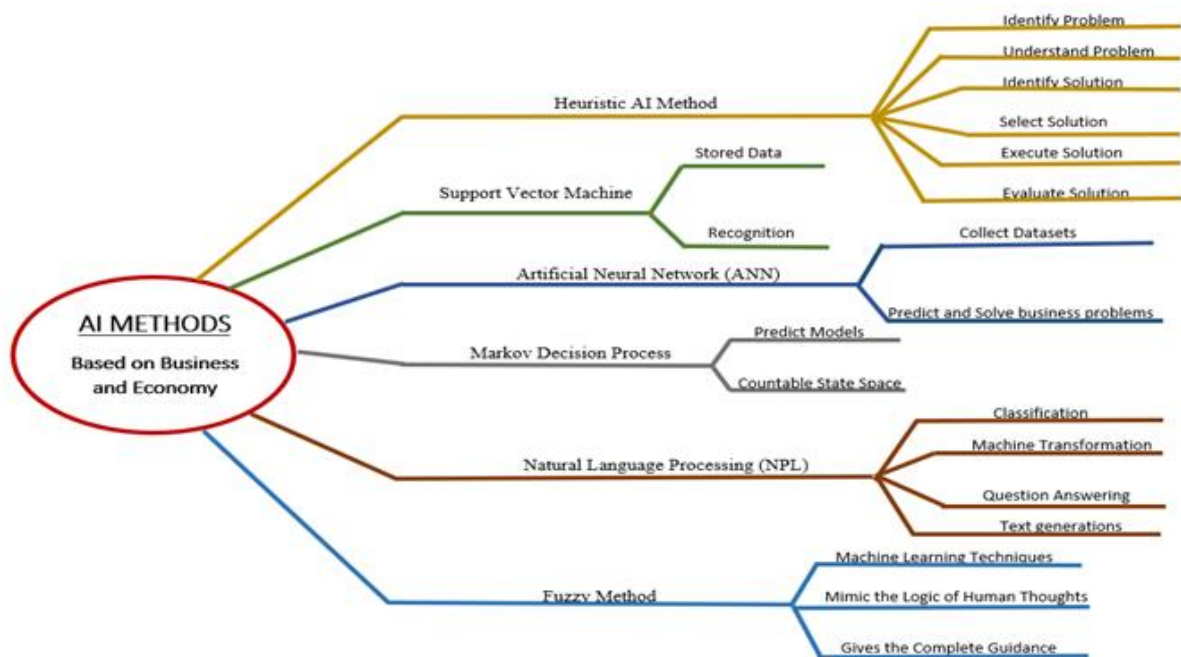 AI METHODS
Based on Business
and Economy
Heuristic AI Method
Identify Problem
Understand Problem
Identify Solution
Select Solution
Execute Solution
Evaluate Solution
Support Vector Machine
Stored Data
Recognition
Artificial Neural Network (ANN)
Collect Datasets
Predict and Solve business problems
Markov Decision Process
Predict Models
Countable State Space
Natural Language Processing (NPL)
Classification
Machine Transformation
Question Answering
Text generations
Fuzzy Method
Machine Learning Techniques
Mimic the Logic of Human Thoughts
Gives the Complete Guidance